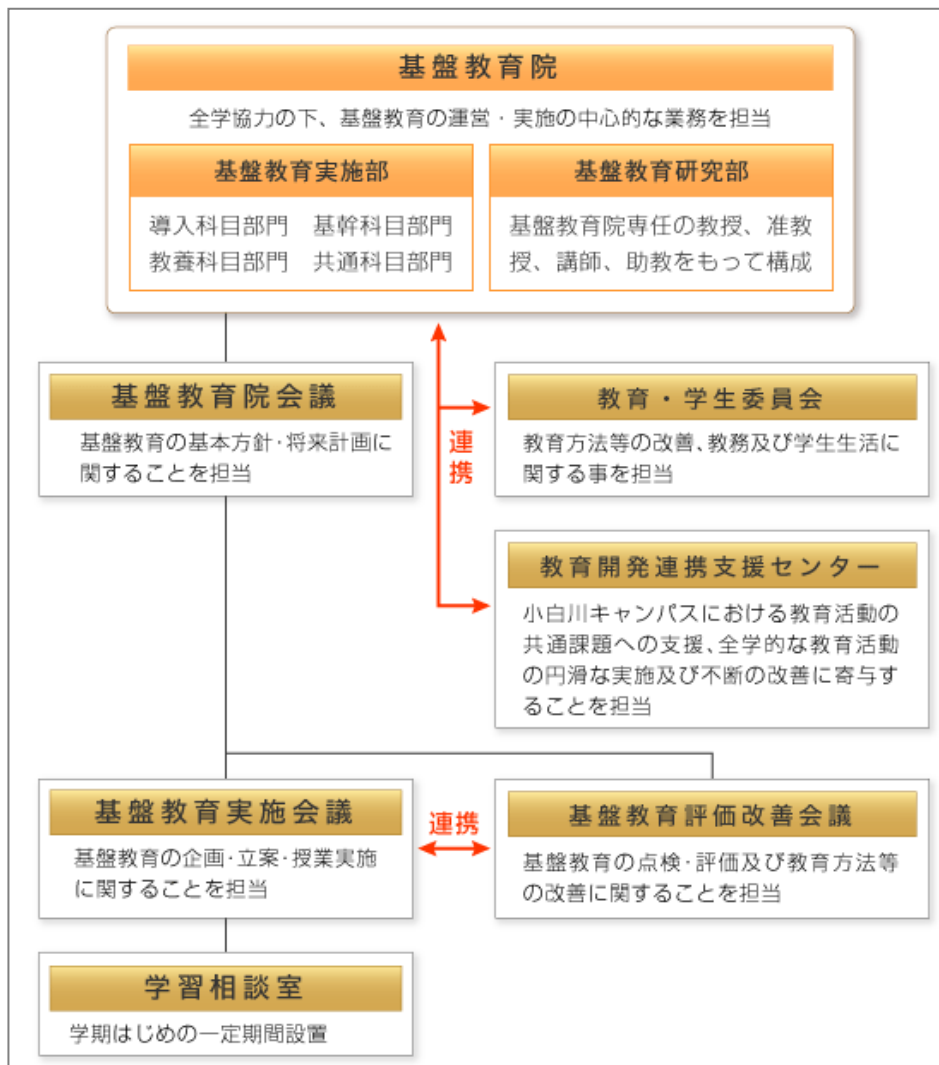 基盤教育院
全学協力の下、基盤教育の運営・実施の中心的な業務を担当
基盤教育実施部
導入科目部門 基幹科目部門
教養科目部門 共通科目部門
基盤教育研究部
基盤教育院専任の教授、准教
授、講師、助教をもって構成
基盤教育院会議
基盤教育の基本方針・将来計画に
関することを担当
連携
教育・学生委員会
教育方法等の改善、教務及び学生生活に
関する事を担当
教育開発連携支援センター
小白川キャンパスにおける教育活動の
共通課題への支援、全学的な教育活動
の円滑な実施及び不断の改善に寄与す
ることを担当
基盤教育実施会議
基盤教育の企画・立案・授業実施
に関することを担当
連携
基盤教育評価改善会議
基盤教育の点検・評価及び教育方法等
の改善に関することを担当
学習相談室
学期はじめの一定期間設置